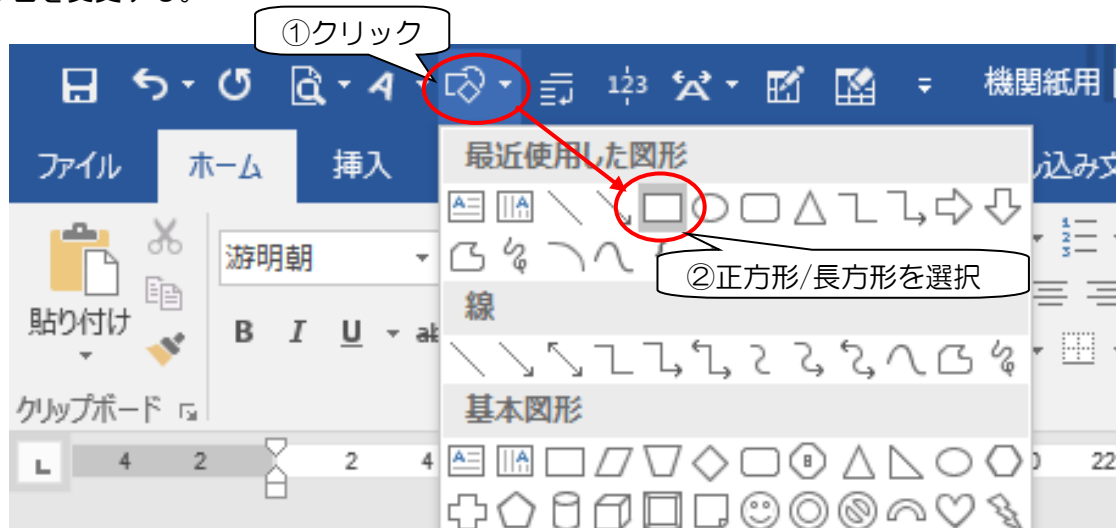 ①クリック
機関紙用
ファイル ホーム 挿入
最近使用した図形
游明朝
②正方形/長方形を選択
貼り付け
B I U ab
線
クリップボード
基本図形
L 4 2 2 4 22